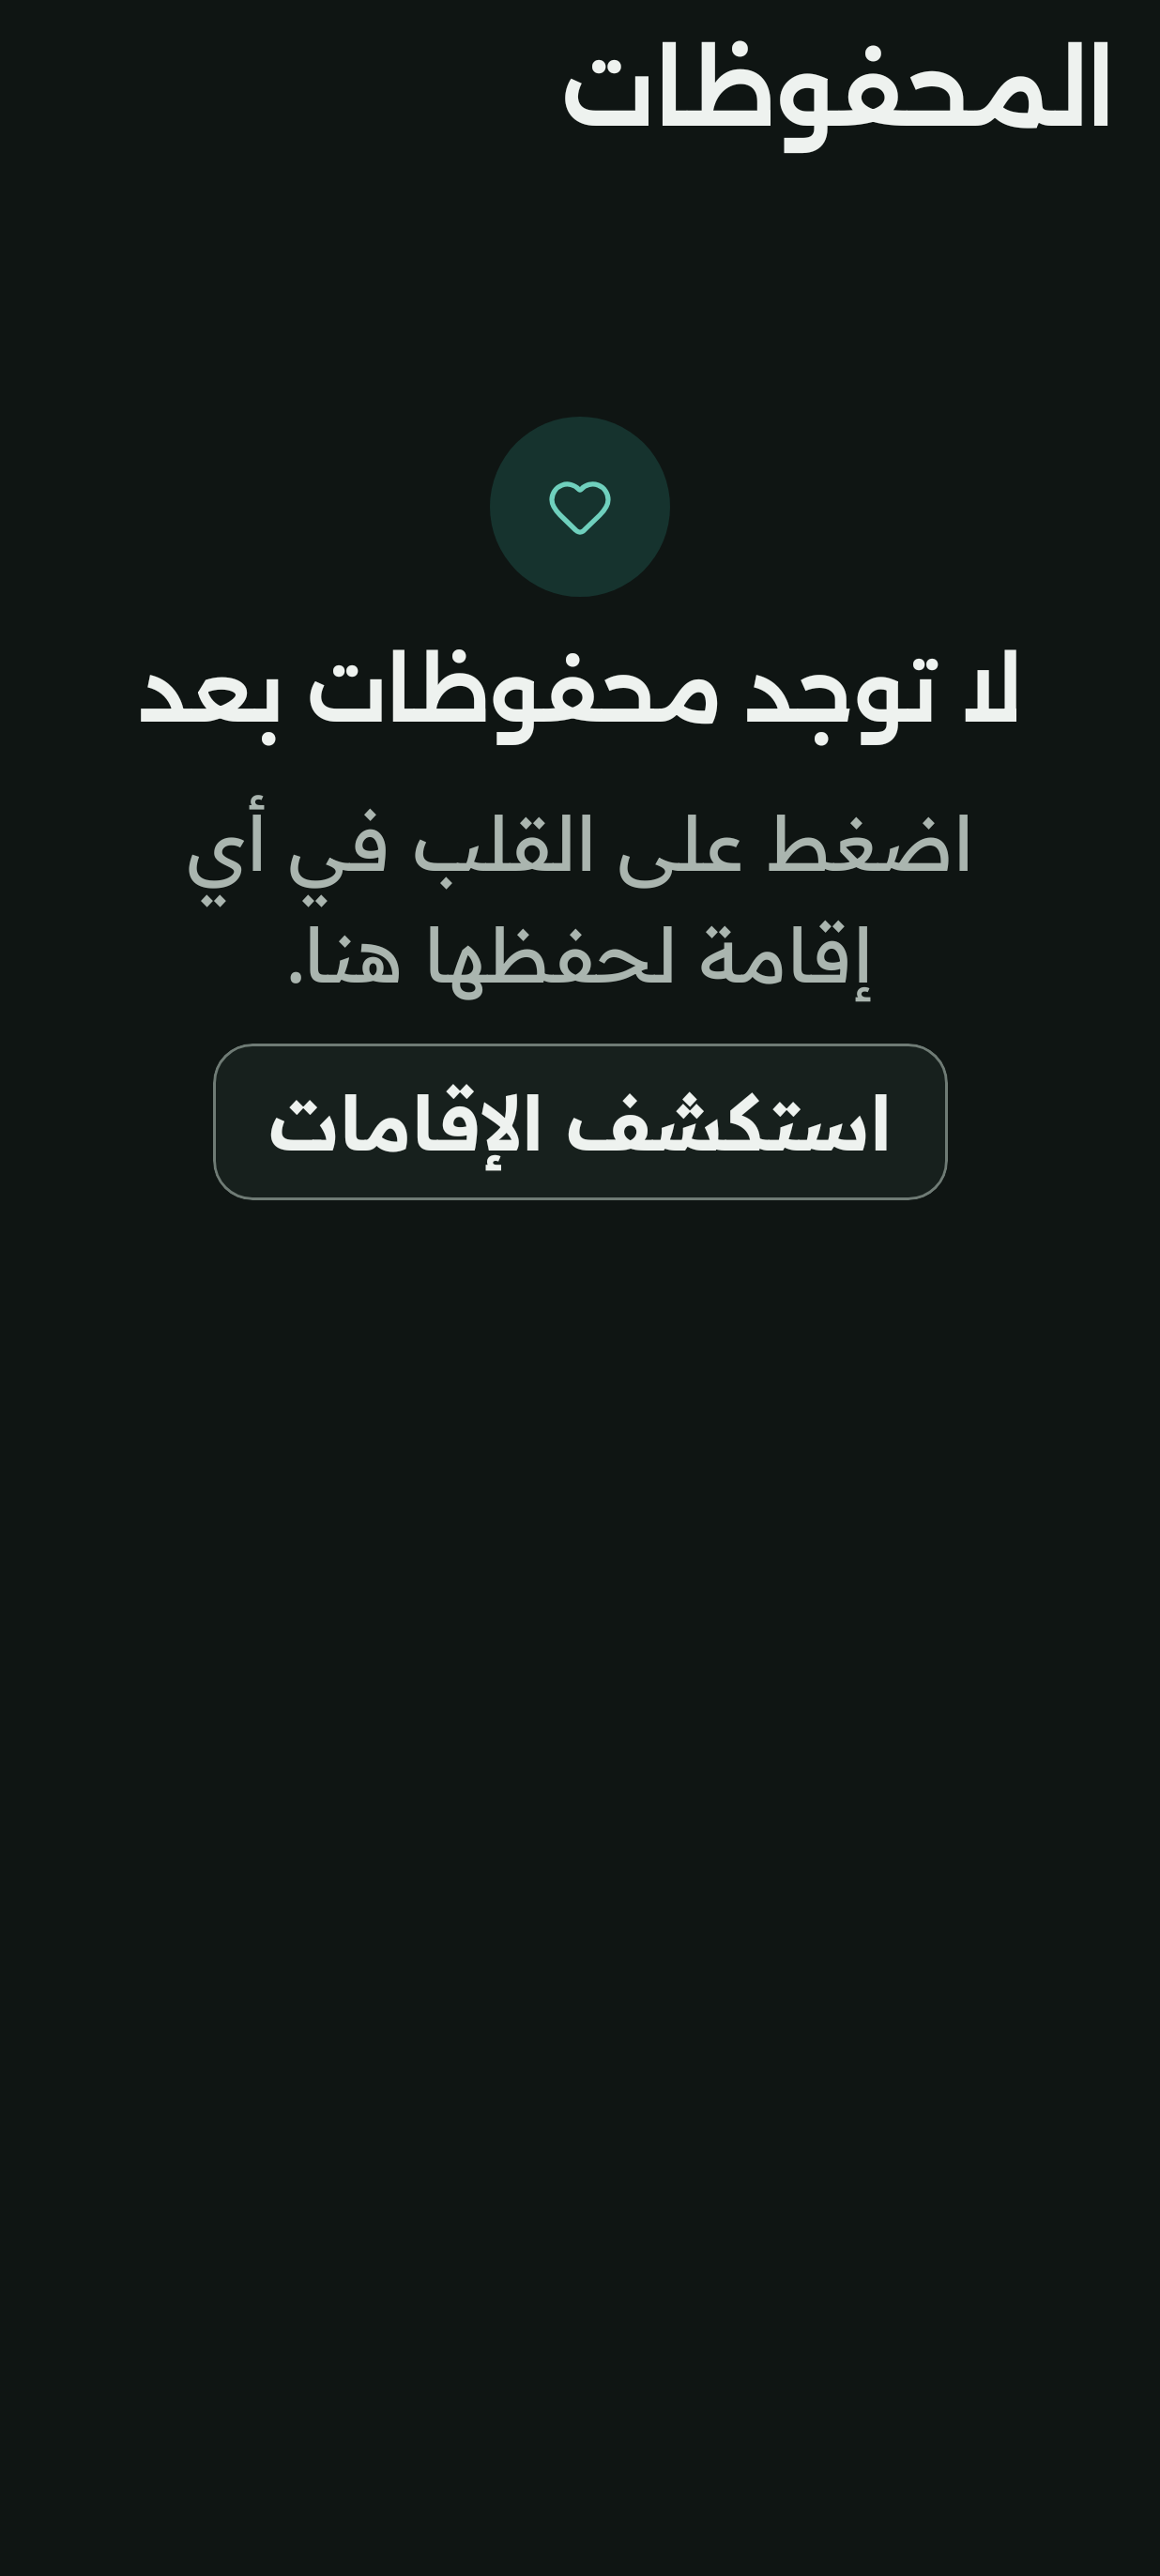 المحفوظات
لا توجد محفوظات بعد
اضغط على القلب في أي
إقامة لحفظها هنا.
استكشف الإقامات